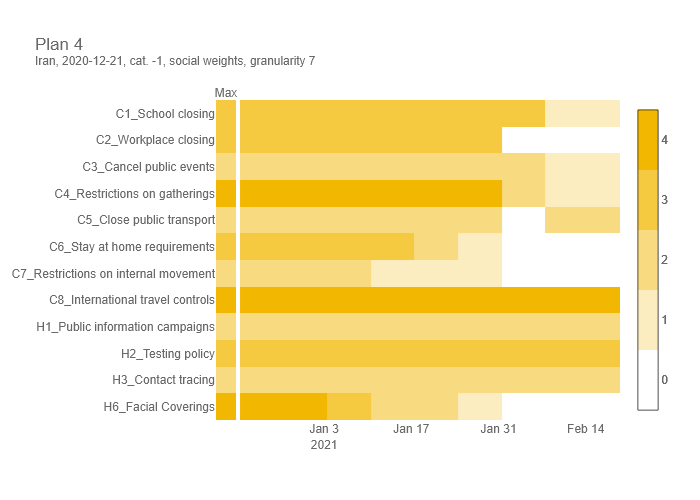 Plan 4
Iran, 2020-12-21, cat. -1, social weights, granularity 7
Max
C1_School closing
C2_Workplace closing
C3_Cancel public events
C4_Restrictions on gatherings
C5_Close public transport
C6_Stay at home requirements
C7_Restrictions on internal movement
C8_International travel controls
H1_Public information campaigns
H2_Testing policy
H3_Contact tracing
H6_Facial Coverings
4
3
2
1
0
Jan 3 Jan 17 Jan 31 Feb 14
2021